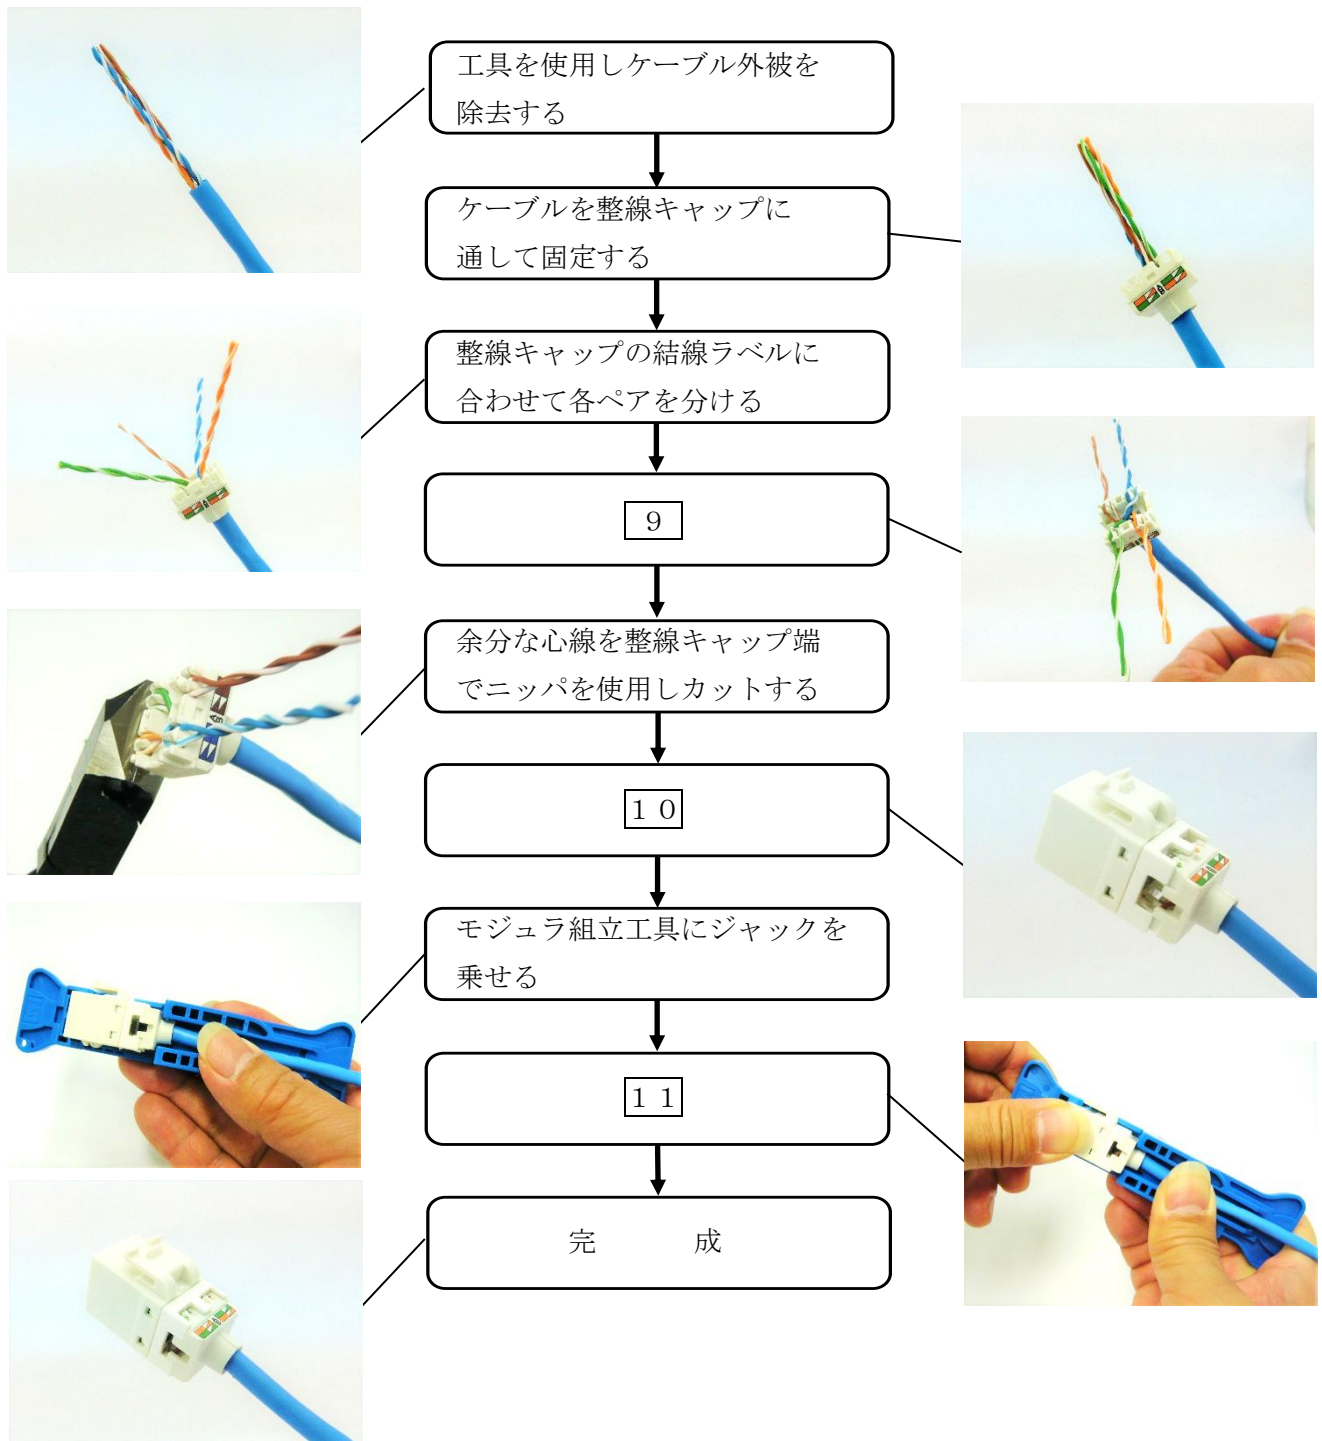 工具を使用しケーブル外被を
除去する
ケーブルを整線キャップに
通して固定する
整線キャップの結線ラベルに
合わせて各ペアを分ける
9
余分な心線を整線キャップ端
でニッパを使用しカットする
10
モジュラ組立工具にジャックを
乗せる
11
完 成